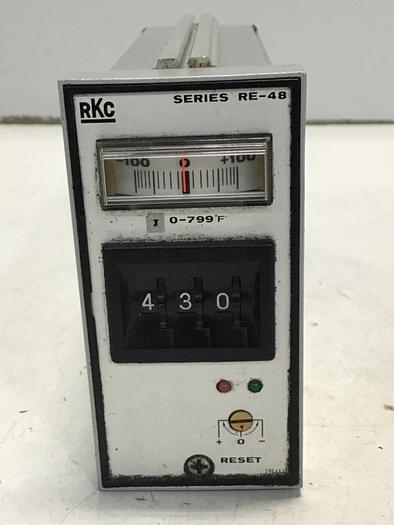 RKC SERIES RE-48
-100 0 +100
J 0-799°F
4 3 0
+ 0 -
RESET